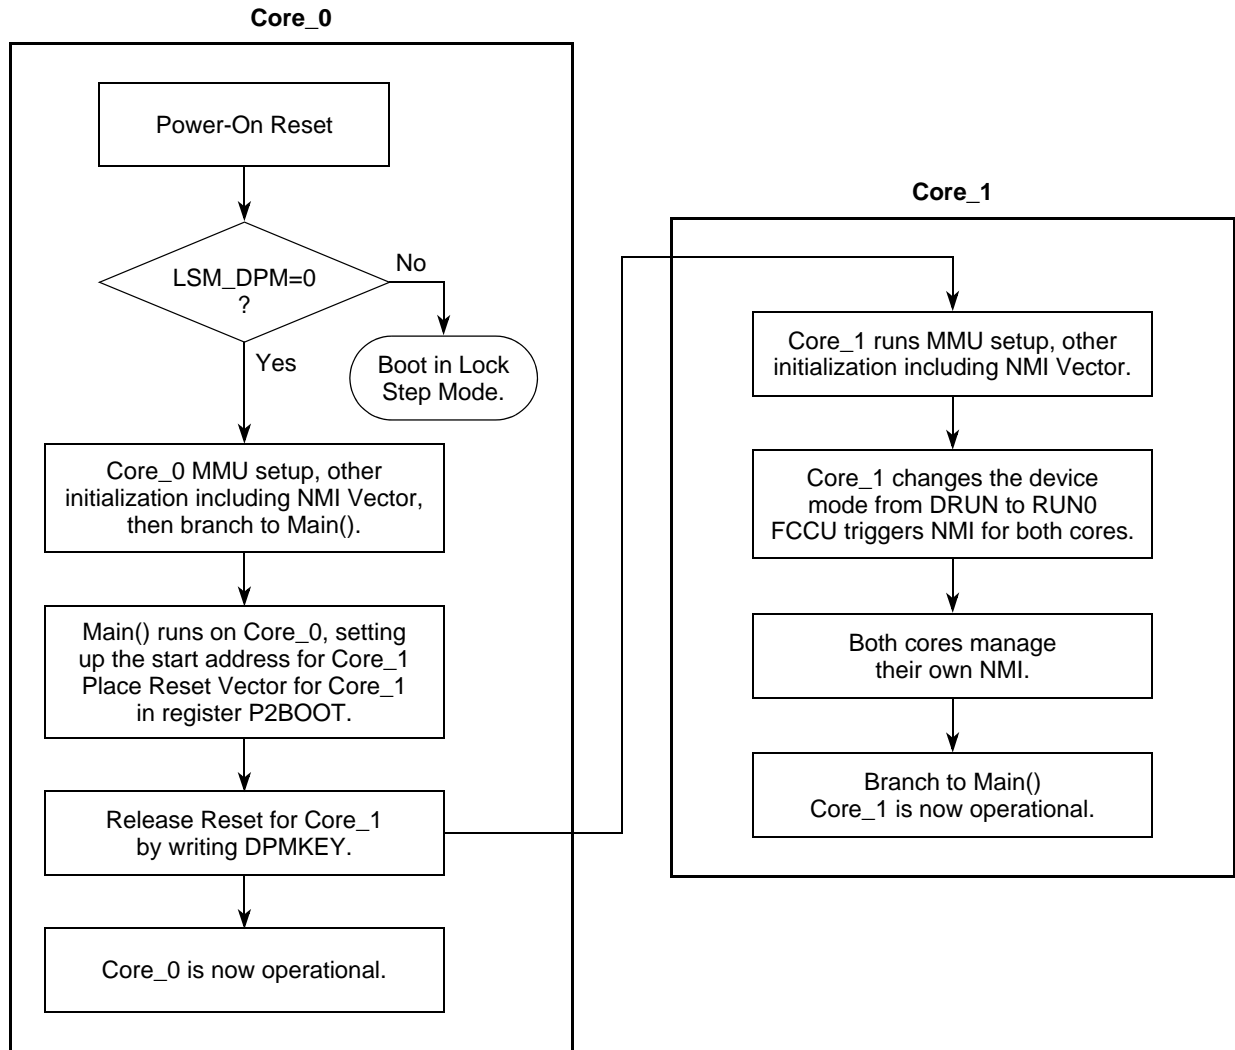 Core_0
Power-On Reset
LSM_DPM=0
?
No
Yes
Boot in Lock
Step Mode.
Core_0 MMU setup, other
initialization including NMI Vector,
then branch to Main().
Main() runs on Core_0, setting
up the start address for Core_1
Place Reset Vector for Core_1
in register P2BOOT.
Release Reset for Core_1
by writing DPMKEY.
Core_0 is now operational.
Core_1
Core_1 runs MMU setup, other
initialization including NMI Vector.
Core_1 changes the device
mode from DRUN to RUN0
FCCU triggers NMI for both cores.
Both cores manage
their own NMI.
Branch to Main()
Core_1 is now operational.